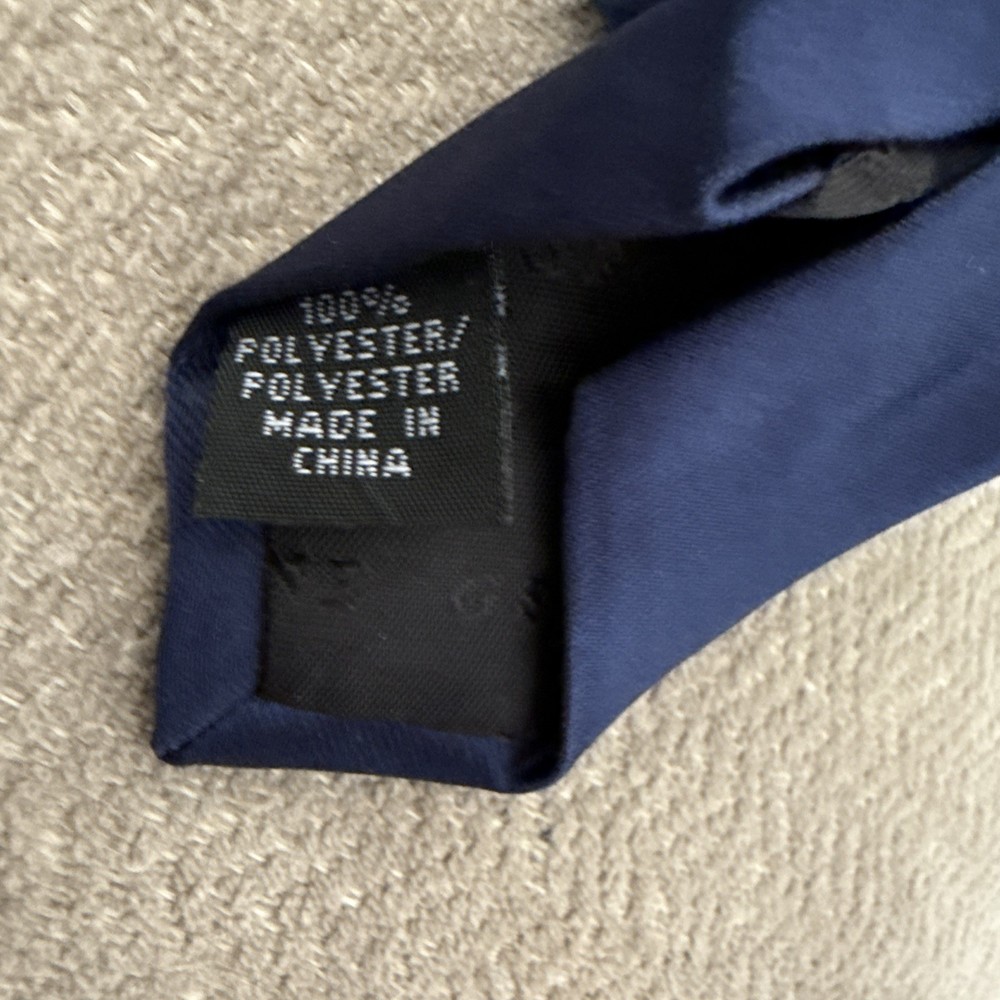 100%
POLYESTER/
POLYESTER
MADE IN
CHINA